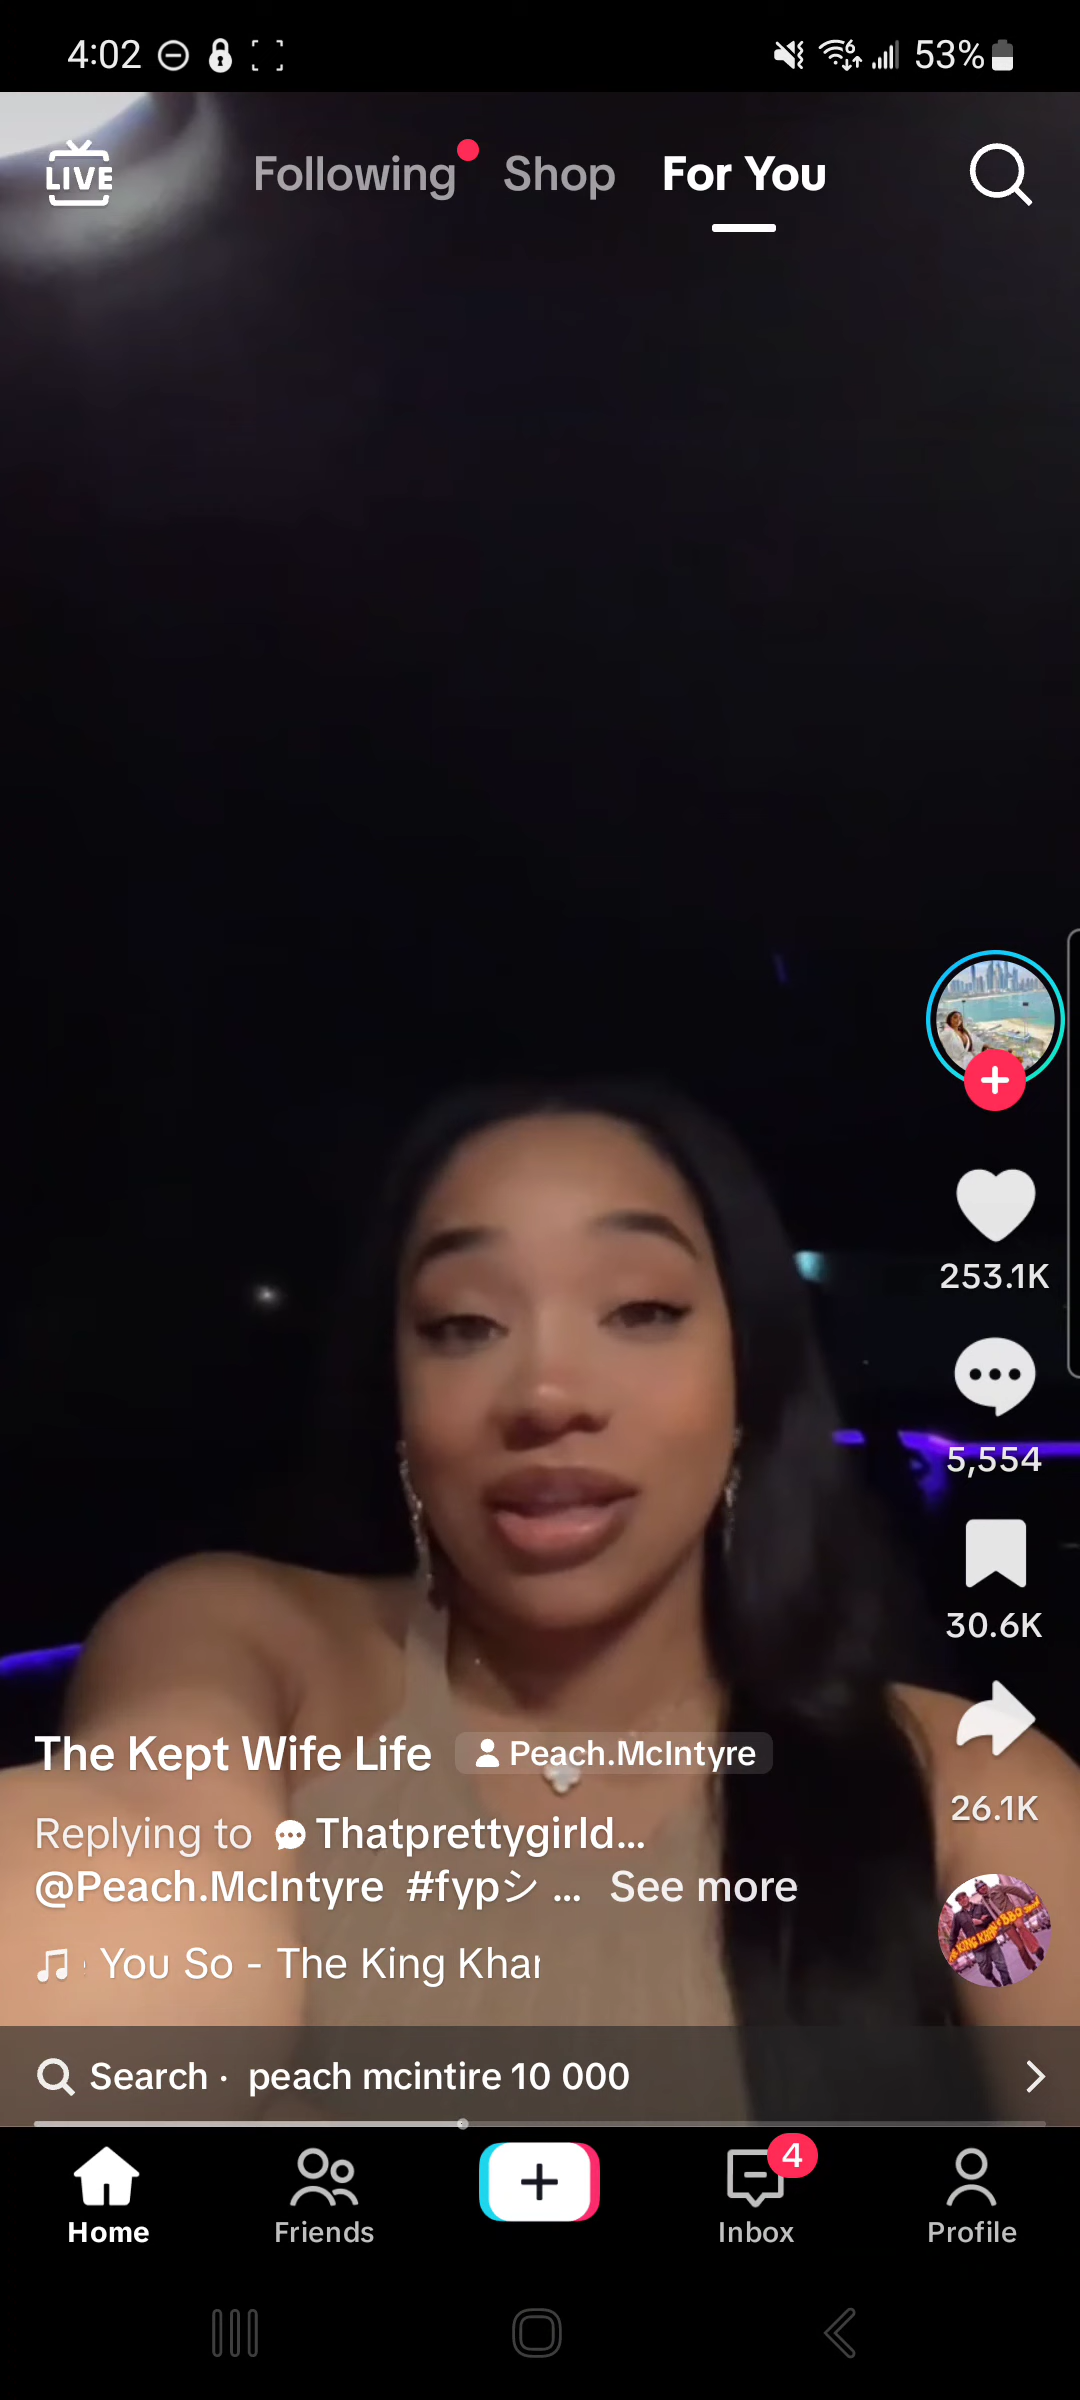 4:02
6
53%
LIVE
Following Shop For You
253.1K
5,554
30.6K
26.1K
The Kept Wife Life Peach.McIntyre
Replying to Thatprettygirld...
@Peach.McIntyre #fypシ ... See more
You So - The King Khan
Search · peach mcintire 10 000
4
Home Friends Inbox Profile